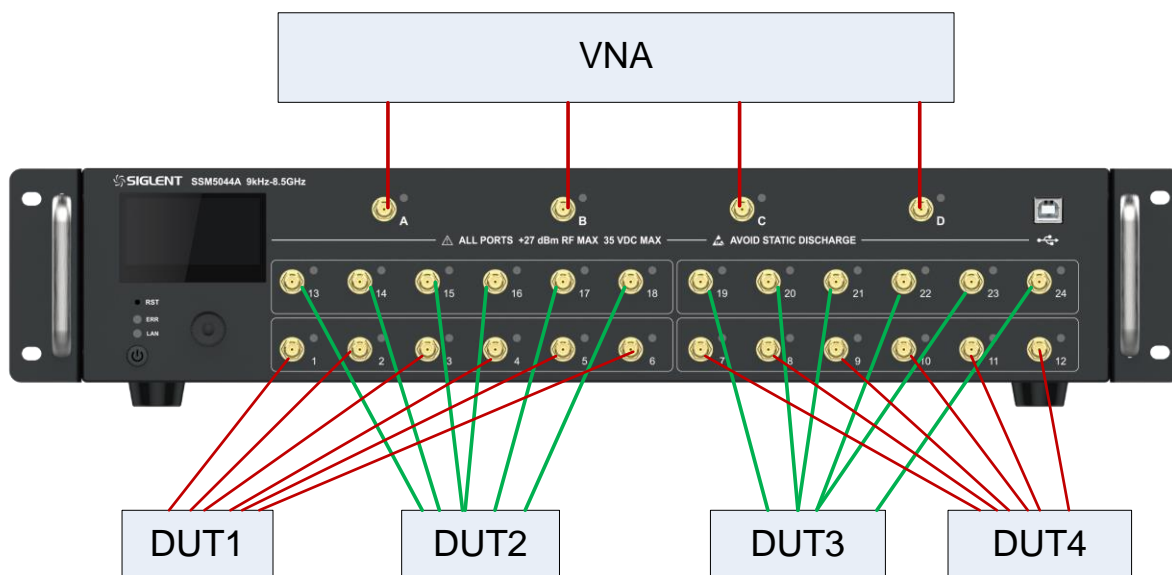 VNA
SIGLENT SSM5044A 9kHz-8.5GHz
A B C D
ALL PORTS +27 dBm RF MAX 35 VDC MAX AVOID STATIC DISCHARGE
13 14 15 16 17 18 19 20 21 22 23 24
RST
ERR
LAN
1 2 3 4 5 6 7 8 9 10 11 12
DUT1 DUT2 DUT3 DUT4